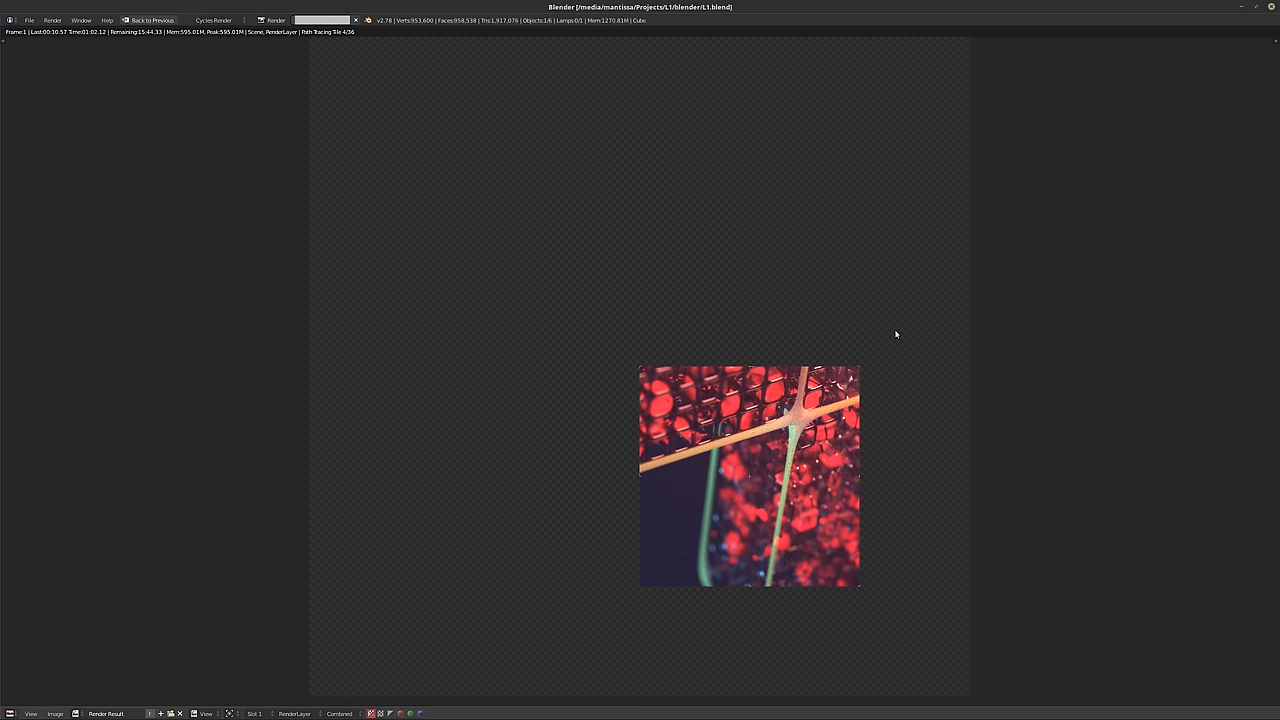 Blender [/media/mantissa/Projects/L1/blender/L1.blend]
File Render Window Help Back to Previous Cycles Render Render v2.78 | Verts:953,600 | Faces:958,538 | Tris:1,917,076 | Objects:1/6 | Lamps:0/1 | Mem:1270.81M | Cube
Frame:1 | Last:00:10.57 Time:01:02.12 | Remaining:15:44.33 | Mem:595.01M, Peak:595.01M | Scene, RenderLayer | Path Tracing Tile 4/36
View Image Render Result F View Slot 1 RenderLayer Combined